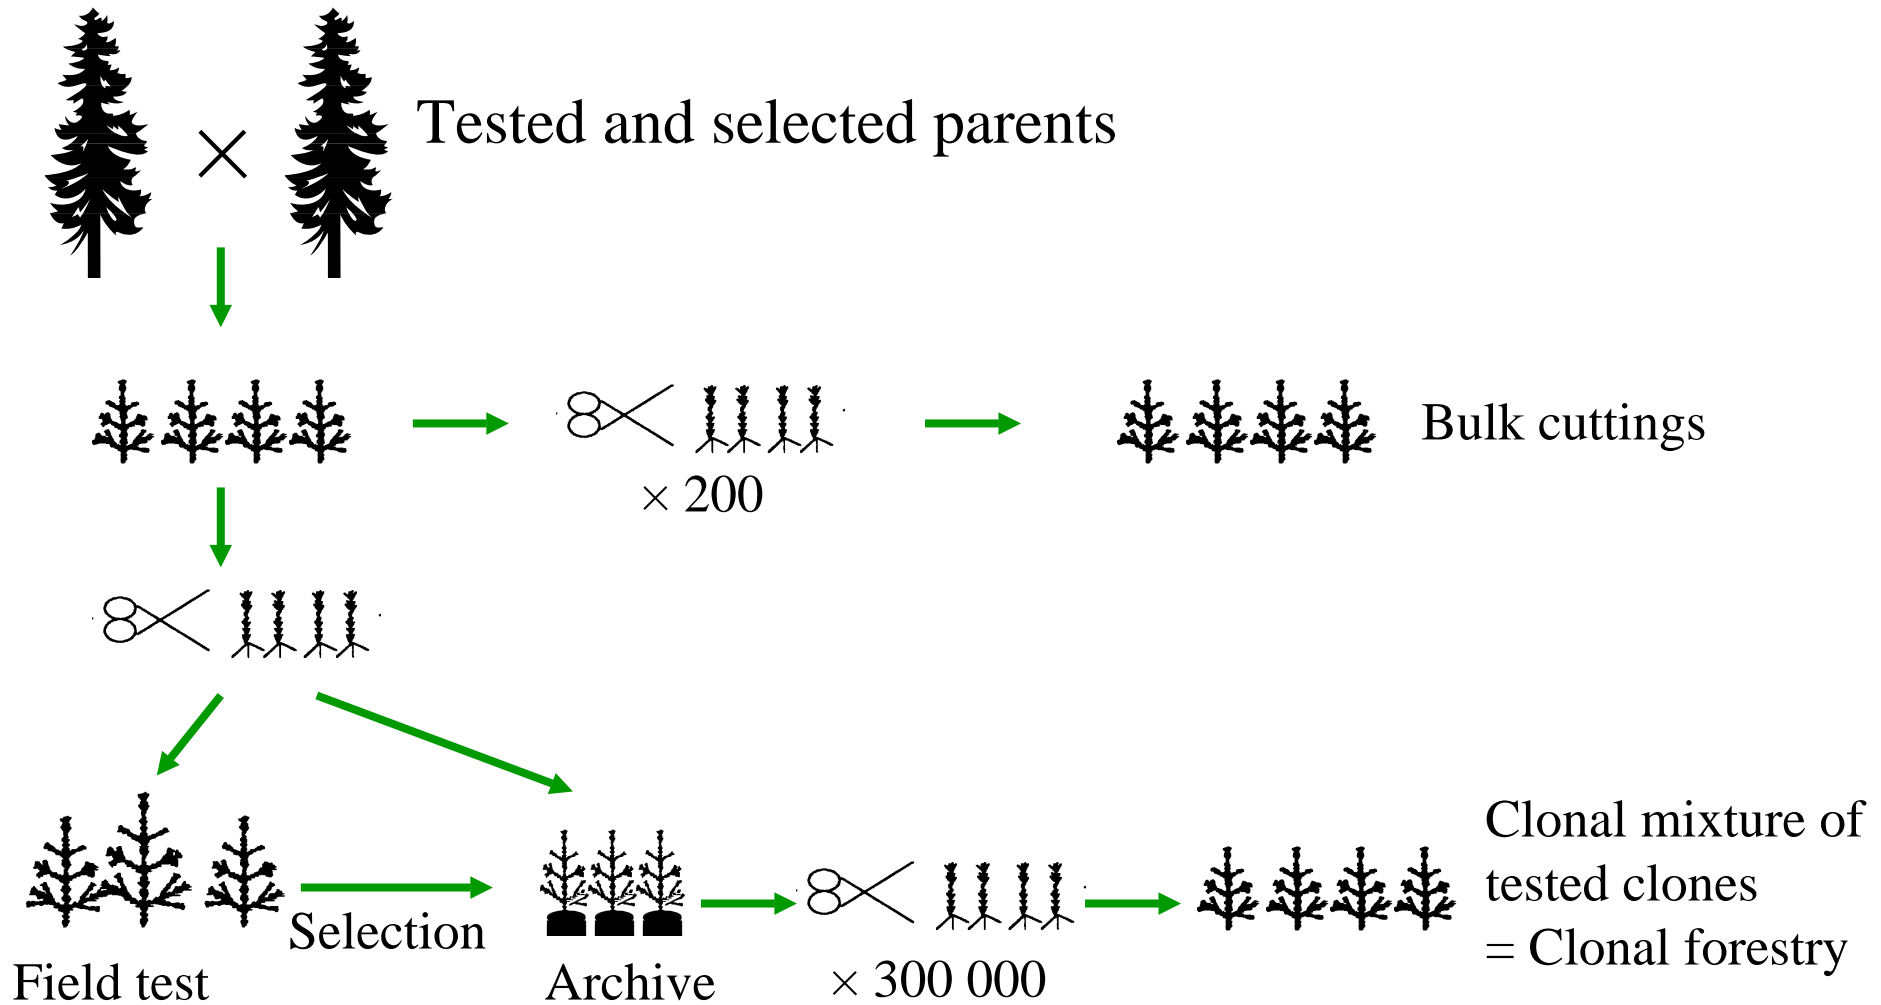 ×
Tested and selected parents
Bulk cuttings
× 200
Selection
Field test
Archive
× 300 000
Clonal mixture of
tested clones
= Clonal forestry